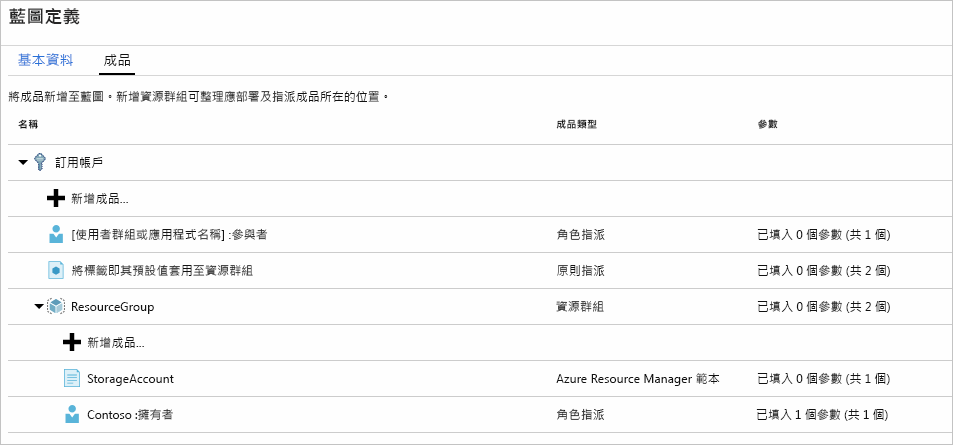 藍圖定義
基本資料 成品
將成品新增至藍圖。新增資源群組可整理應部署及指派成品所在的位置。
名稱 成品類型 參數
訂用帳戶
新增成品...
[使用者群組或應用程式名稱] :參與者 角色指派 已填入 0 個參數 (共 1 個)
將標籤即其預設值套用至資源群組 原則指派 已填入 0 個參數 (共 2 個)
ResourceGroup 資源群組 已填入 0 個參數 (共 2 個)
新增成品...
StorageAccount Azure Resource Manager 範本 已填入 0 個參數 (共 1 個)
Contoso :擁有者 角色指派 已填入 1 個參數 (共 1 個)